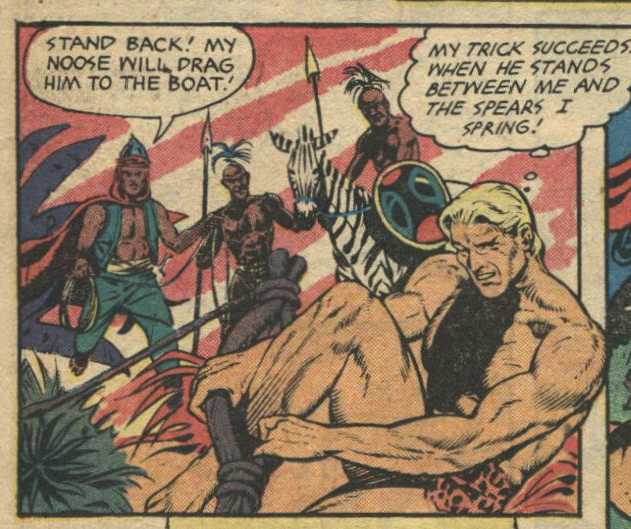 STAND BACK! MY
NOOSE WILL DRAG
HIM TO THE BOAT!
MY TRICK SUCCEEDS.
WHEN HE STANDS
BETWEEN ME AND
THE SPEARS I
SPRING!